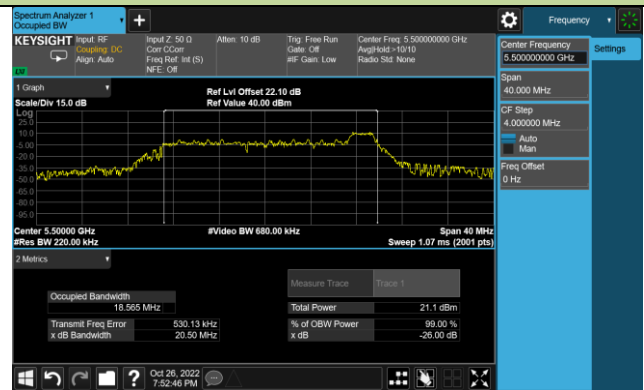 Spectrum Analyzer 1
Occupied BW
Frequency
KEYSIGHT
Input: RF
Coupling: DC
Align: Auto
Input Z: 50 Ω
Corr CCorr
Freq Ref: Int (S)
NFE: Off
Atten: 10 dB
Trig: Free Run
Gate: Off
#IF Gain: Low
Center Freq: 5.500000000 GHz
Avg|Hold:>10/10
Radio Std: None
Center Frequency
5.500000000 GHz
Settings
Span
40.000 MHz
CF Step
4.000000 MHz
Auto
Man
Freq Offset
0 Hz
1 Graph
Scale/Div 15.0 dB
Ref Lvl Offset 22.10 dB
Ref Value 40.00 dBm
Log
25.0
10.0
-5.00
-20.0
-35.0
-50.0
-65.0
-80.0
-95.0
Center 5.50000 GHz
#Video BW 680.00 kHz
Span 40 MHz
#Res BW 220.00 kHz
Sweep 1.07 ms (2001 pts)
2 Metrics
Measure Trace
Trace 1
Occupied Bandwidth
18.565 MHz
Total Power
21.1 dBm
Transmit Freq Error
530.13 kHz
% of OBW Power
99.00 %
x dB Bandwidth
20.50 MHz
x dB
-26.00 dB
Oct 26, 2022
7:52:46 PM